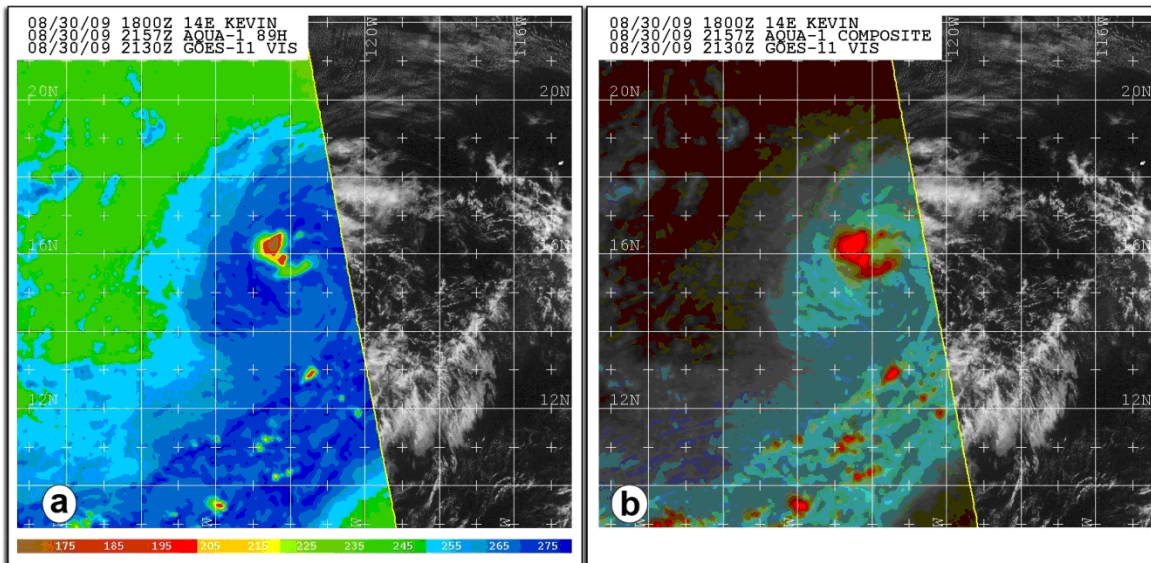 08/30/09 1800Z 14E KEVIN
08/30/09 2157Z AQUA-1 89H
08/30/09 2130Z GOES-11 VIS
120W
116W
20N
20N
16N
16N
12N
12N
W
W
a
175 185 195 205 215 225 235 245 255 265 275
08/30/09 1800Z 14E KEVIN
08/30/09 2157Z AQUA-1 COMPOSITE
08/30/09 2130Z GOES-11 VIS
120W
116W
20N
20N
16N
16N
12N
12N
W
W
b